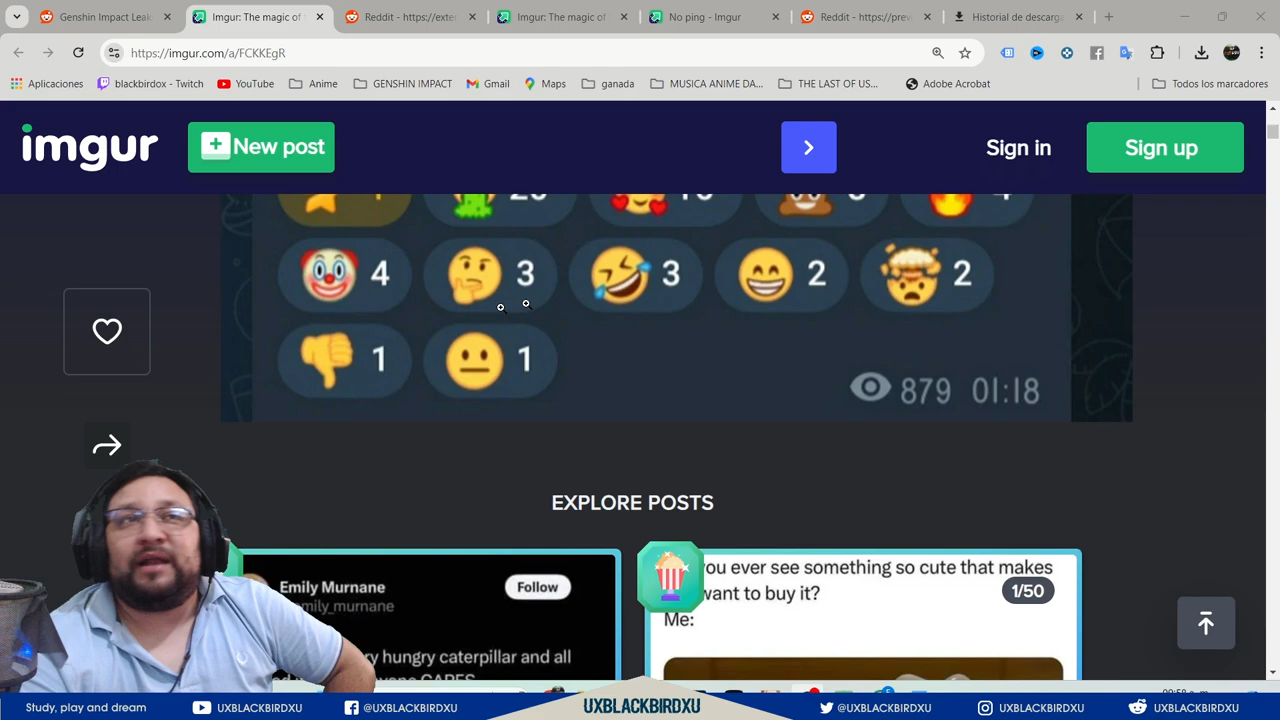 Genshin Impact Leak
Imgur: The magic of t
Reddit - https://exter
Imgur: The magic of
No ping - Imgur
Reddit - https://prev
Historial de descarga
https://imgur.com/a/FCKKEgR
Aplicaciones
blackbirdox - Twitch
YouTube
Anime
GENSHIN IMPACT
Gmail
Maps
ganada
MUSICA ANIME DA...
THE LAST OF US...
Adobe Acrobat
Todos los marcadores
imgur
New post
Sign in
Sign up
4
3
3
2
2
1
1
879 01:18
EXPLORE POSTS
Emily Murnane
Follow
emily_murnane
ry hungry caterpillar and all
you ever see something so cute that makes
want to buy it?
1/50
Me:
Study, play and dream
UXBLACKBIRDXU
@UXBLACKBIRDXU
UXBLACKBIRDXU
@UXBLACKBIRDXU
UXBLACKBIRDXU
UXBLACKBIRDXU